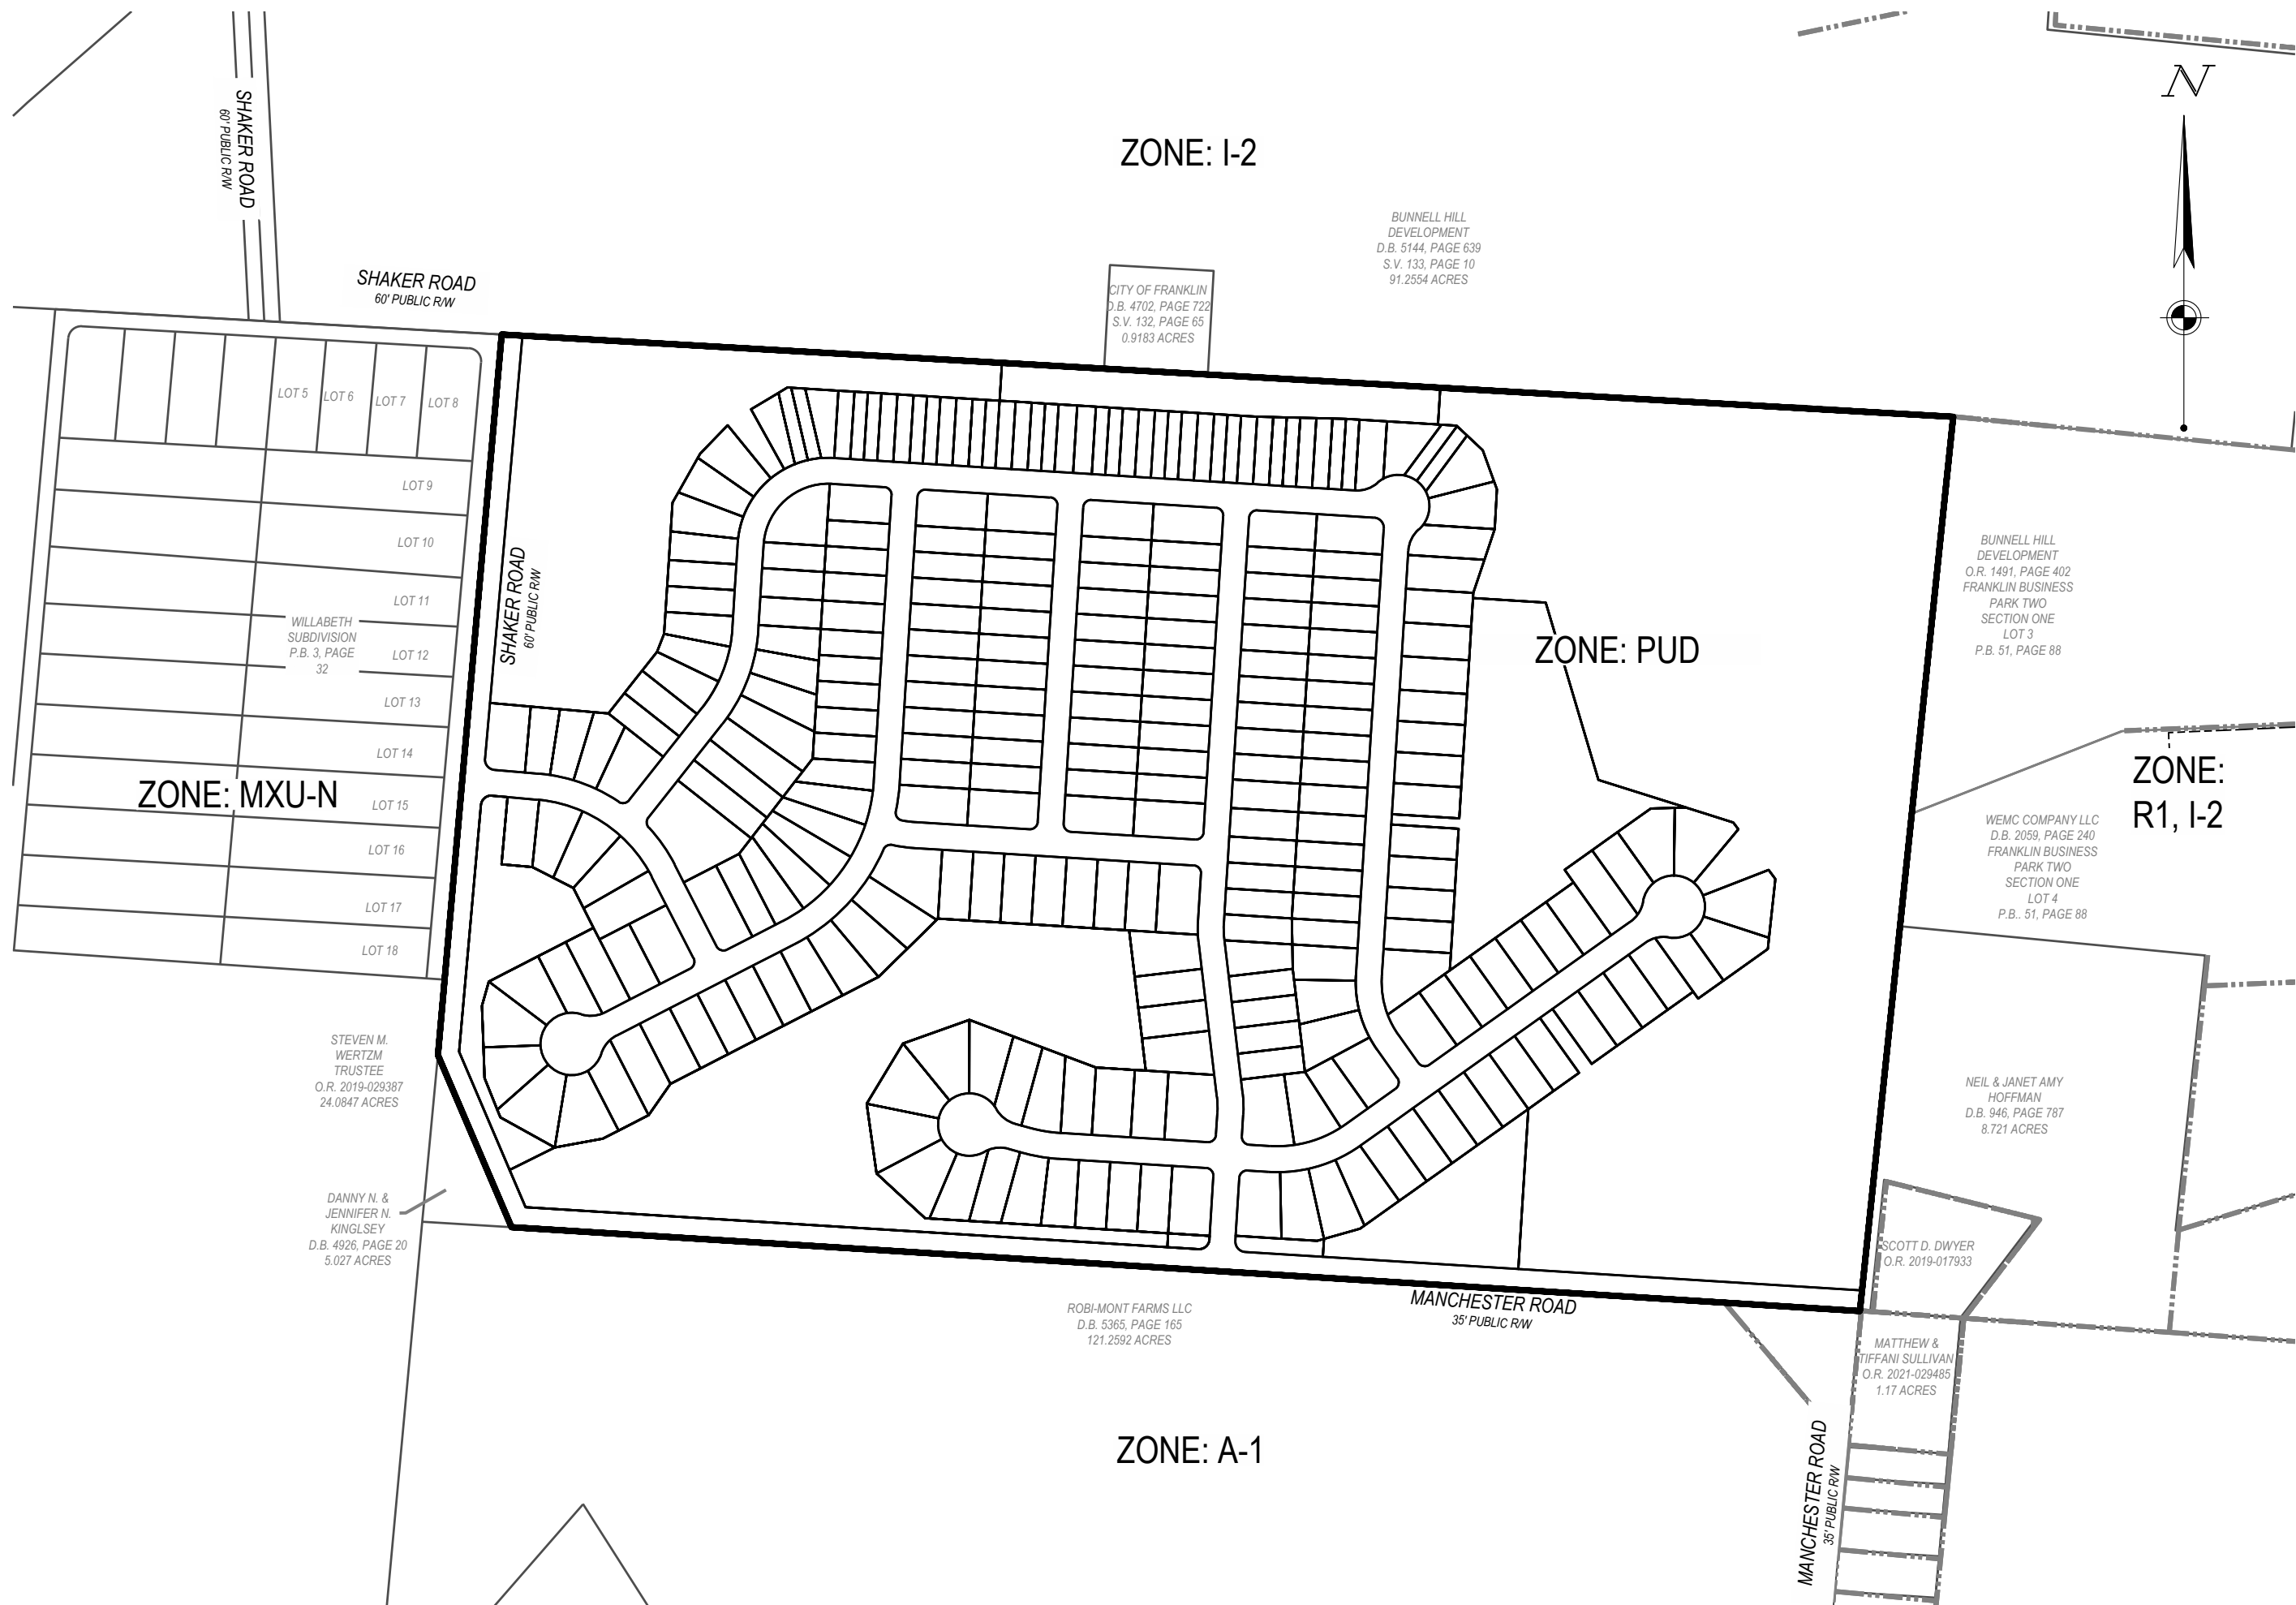 N
SHAKER ROAD
60' PUBLIC R/W
ZONE: I-2
BUNNELL HILL
DEVELOPMENT
D.B. 5144, PAGE 639
S.V. 133, PAGE 10
91.2554 ACRES
SHAKER ROAD
60' PUBLIC R/W
CITY OF FRANKLIN
D.B. 4702, PAGE 722
S.V. 132, PAGE 65
0.9183 ACRES
LOT 5
LOT 6
LOT 7
LOT 8
LOT 9
LOT 10
LOT 11
LOT 12
LOT 13
LOT 14
LOT 15
LOT 16
LOT 17
LOT 18
WILLABETH
SUBDIVISION
P.B. 3, PAGE
32
SHAKER ROAD
60' PUBLIC R/W
ZONE: PUD
BUNNELL HILL
DEVELOPMENT
O.R. 1491, PAGE 402
FRANKLIN BUSINESS
PARK TWO
SECTION ONE
LOT 3
P.B. 51, PAGE 88
ZONE: MXU-N
ZONE:
R1, I-2
WEMC COMPANY LLC
D.B. 2059, PAGE 240
FRANKLIN BUSINESS
PARK TWO
SECTION ONE
LOT 4
P.B.. 51, PAGE 88
STEVEN M.
WERTZM
TRUSTEE
O.R. 2019-029387
24.0847 ACRES
NEIL & JANET AMY
HOFFMAN
D.B. 946, PAGE 787
8.721 ACRES
DANNY N. &
JENNIFER N.
KINGLSEY
D.B. 4926, PAGE 20
5.027 ACRES
SCOTT D. DWYER
O.R. 2019-017933
ROBI-MONT FARMS LLC
D.B. 5365, PAGE 165
121.2592 ACRES
MANCHESTER ROAD
35' PUBLIC R/W
MATTHEW &
TIFFANI SULLIVAN
O.R. 2021-029485
1.17 ACRES
ZONE: A-1
MANCHESTER ROAD
35' PUBLIC R/W